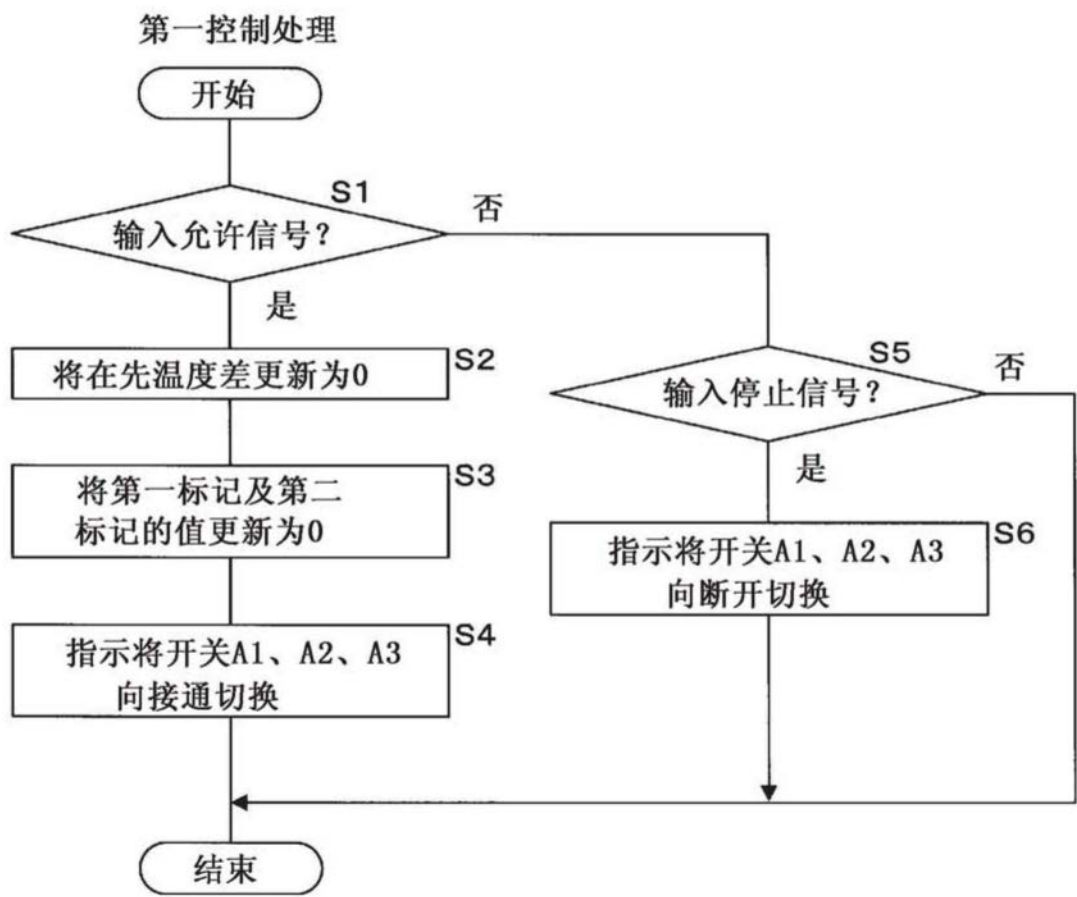 第一控制处理
开始
S1
输入允许信号?
否
是
S2
将在先温度差更新为0
S3
将第一标记及第二
标记的值更新为0
S4
指示将开关A1、A2、A3
向接通切换
S5
输入停止信号?
否
是
S6
指示将开关A1、A2、A3
向断开切换
结束